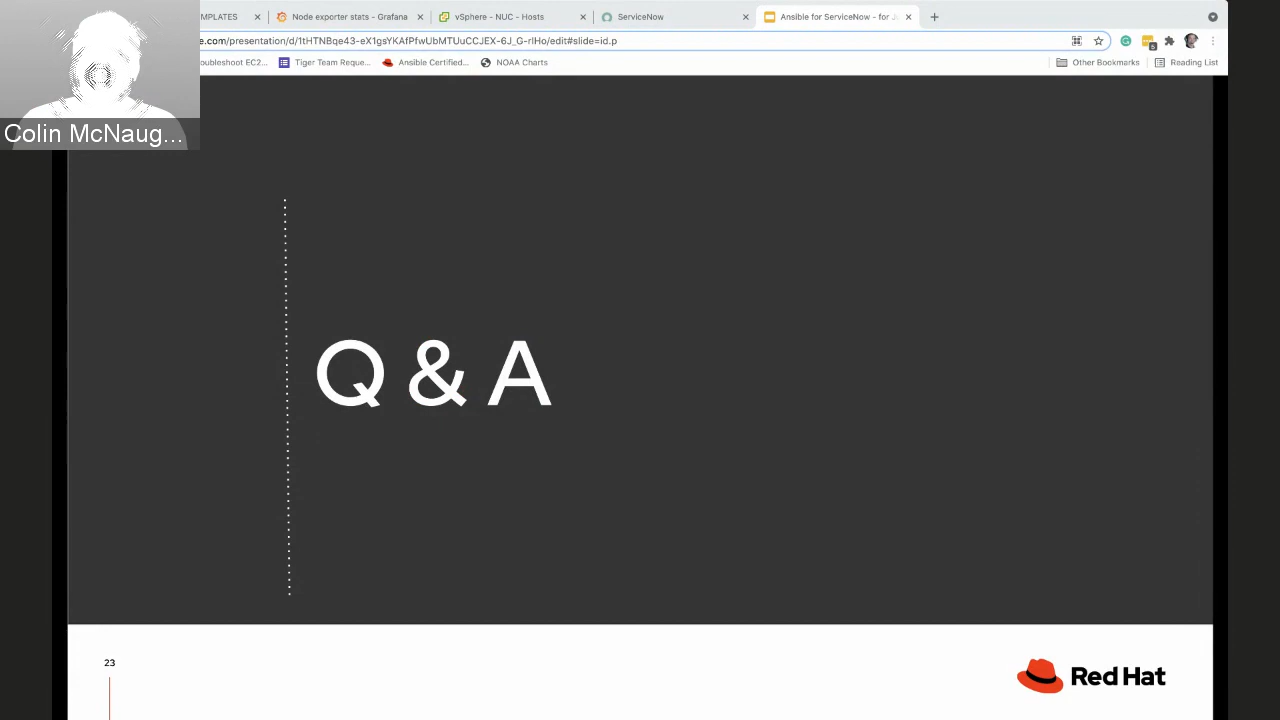 MPLATES
Node exporter stats - Grafana
vSphere - NUC - Hosts
ServiceNow
Ansible for ServiceNow - for J
e.com/presentation/d/1tHTNBqe43-eX1gsYKAfPfwUbMTUuCCJEX-6J_G-rIHo/edit#slide=id.p
5
oubleshoot EC2...
Tiger Team Reque...
Ansible Certified...
NOAA Charts
Other Bookmarks
Reading List
Colin McNaug...
Q & A
23
Red Hat